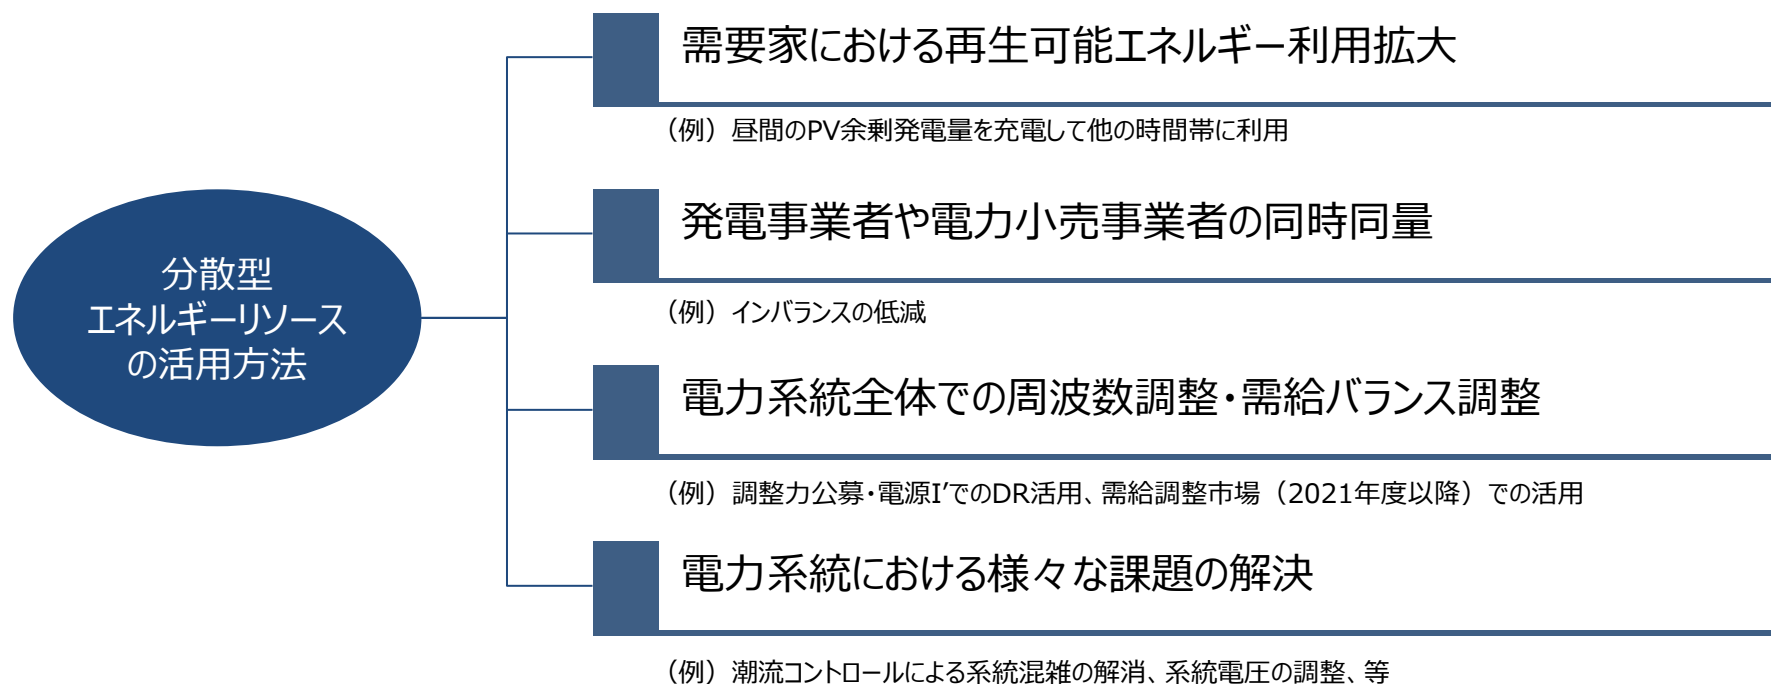 分散型
エネルギーリソース
の活用方法
需要家における再生可能エネルギー利用拡大
（例）昼間のPV余剰発電量を充電して他の時間帯に利用
発電事業者や電力小売事業者の同時同量
（例）インバランスの低減
電力系統全体での周波数調整・需給バランス調整
（例）調整力公募・電源I’でのDR活用、需給調整市場（2021年度以降）での活用
電力系統における様々な課題の解決
（例）潮流コントロールによる系統混雑の解消、系統電圧の調整、等